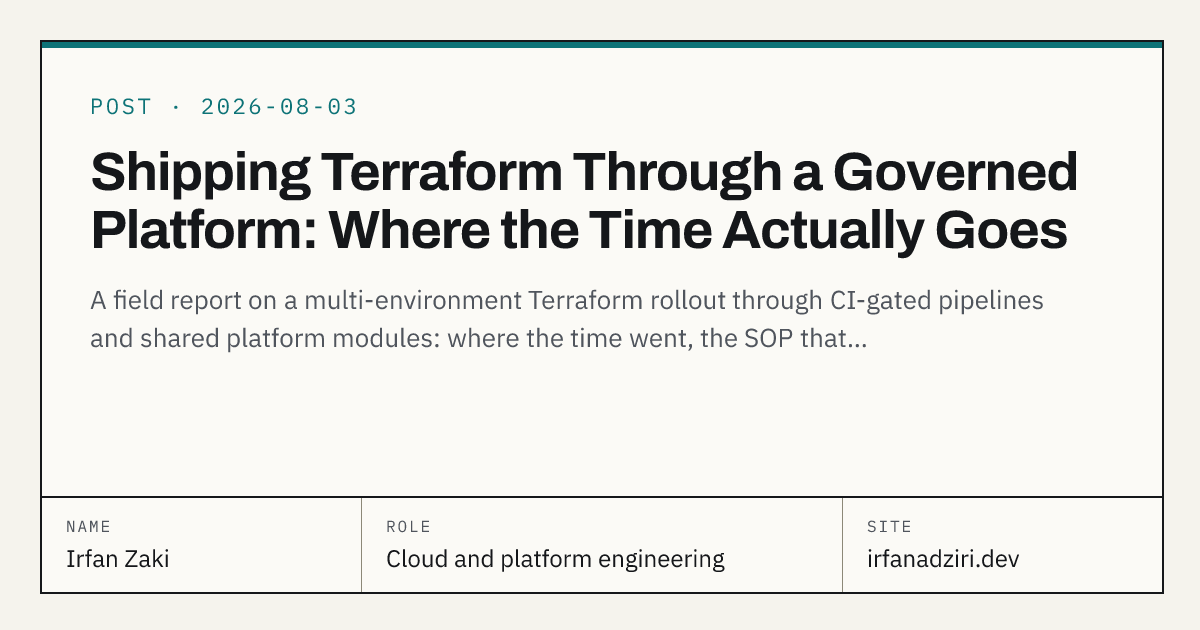 POST · 2026-08-03
Shipping Terraform Through a Governed
Platform: Where the Time Actually Goes
A field report on a multi-environment Terraform rollout through CI-gated pipelines
and shared platform modules: where the time went, the SOP that...
NAME
Irfan Zaki
ROLE
Cloud and platform engineering
SITE
irfanadziri.dev